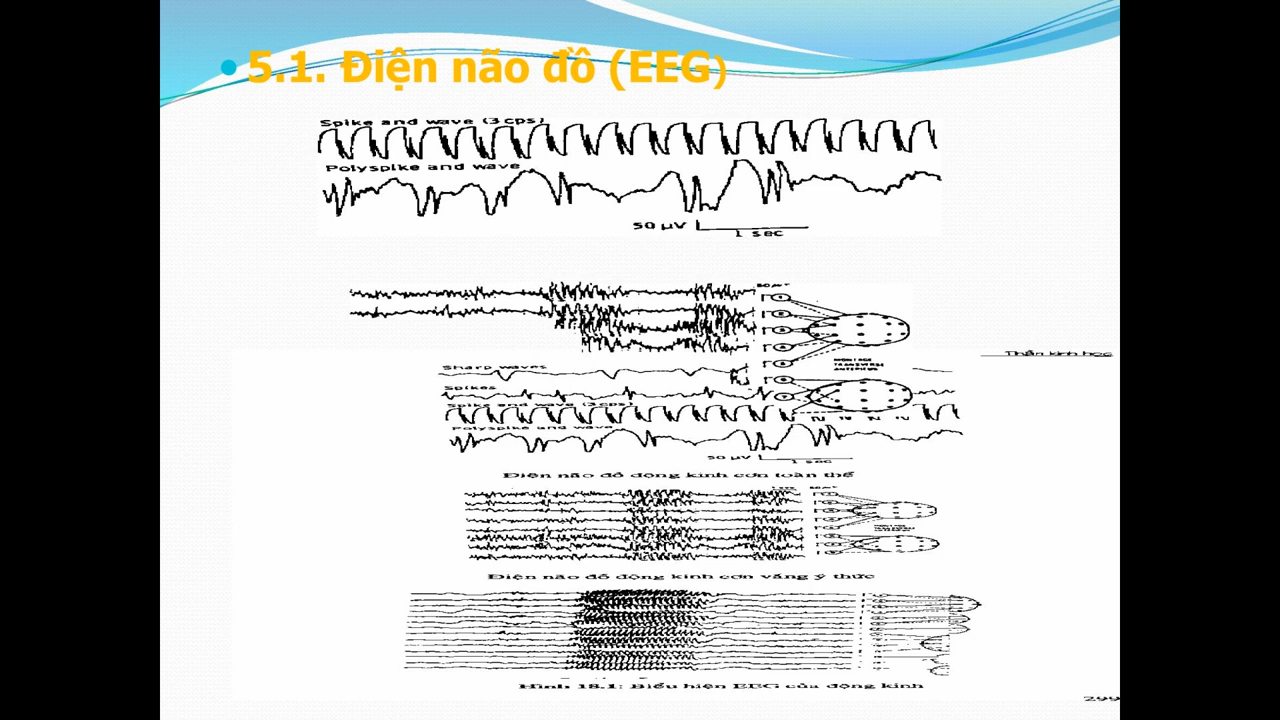 • 5.1. Điện não đồ (EEG)
Spike and wave (3 cps)
Polyspike and wave
50 µV
1 sec
Thần kinh học
MONTAGE
TRANSVERSE
Sharp waves
Spikes
Spike and wave (3 cps)
Polyspike and wave
50 µV
1 sec
Điện não đồ động kinh cơn toàn thể
Điện não đồ động kinh cơn vắng ý thức
Hình 18.1: Biểu hiện EEG của động kinh
299